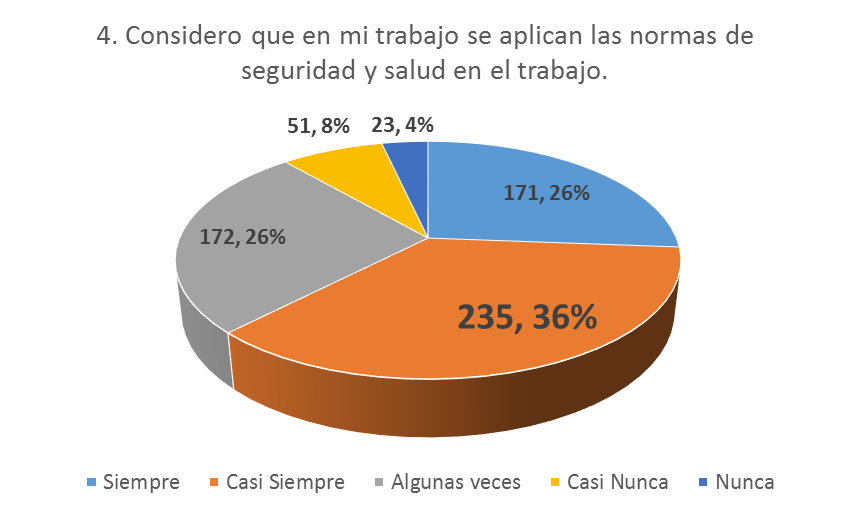 4. Considero que en mi trabajo se aplican las normas de
seguridad y salud en el trabajo.
51, 8%
23, 4%
171, 26%
172, 26%
235, 36%
Siempre
Casi Siempre
Algunas veces
Casi Nunca
Nunca